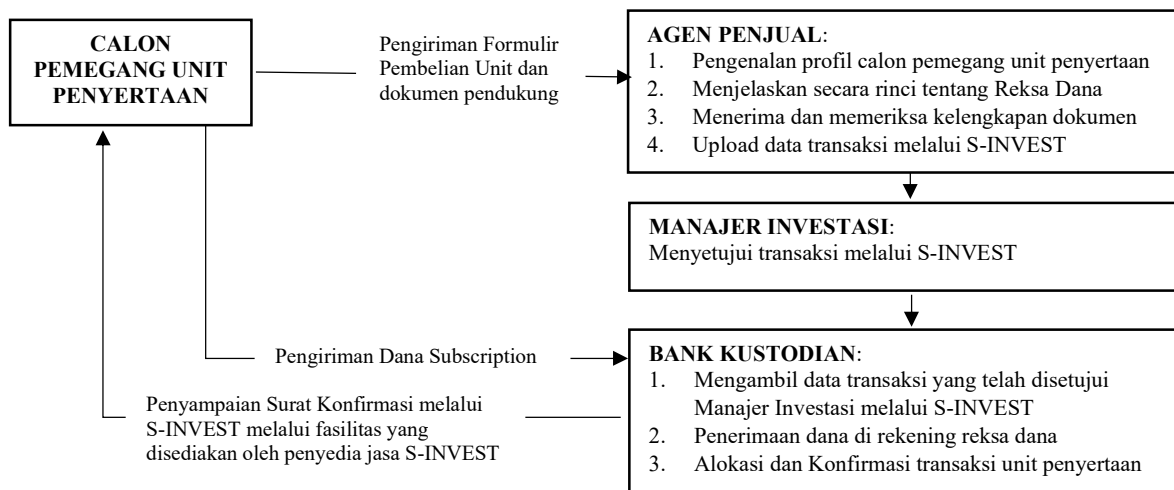 CALON
PEMEGANG UNIT
PENYERTAAN
Pengiriman Formulir
Pembelian Unit dan
dokumen pendukung
AGEN PENJUAL:
1. Pengenalan profil calon pemegang unit penyertaan
2. Menjelaskan secara rinci tentang Reksa Dana
3. Menerima dan memeriksa kelengkapan dokumen
4. Upload data transaksi melalui S-INVEST
MANAJER INVESTASI:
Menyetujui transaksi melalui S-INVEST
Pengiriman Dana Subscription
BANK KUSTODIAN:
1. Mengambil data transaksi yang telah disetujui
Manajer Investasi melalui S-INVEST
2. Penerimaan dana di rekening reksa dana
3. Alokasi dan Konfirmasi transaksi unit penyertaan
Penyampaian Surat Konfirmasi melalui
S-INVEST melalui fasilitas yang
disediakan oleh penyedia jasa S-INVEST